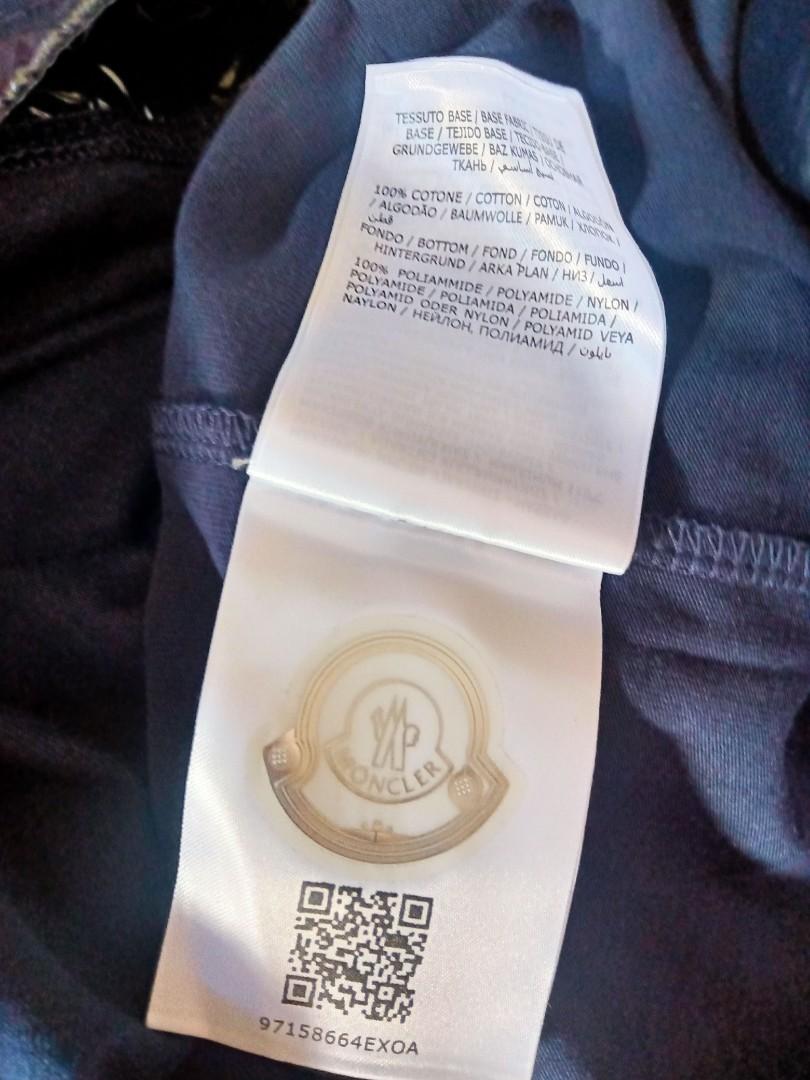 TESSUTO BASE / BASE FABRIC / TISSU DE
BASE / TEJIDO BASE / TECIDO BASE /
GRUNDGEWEBE / BAZ KUMAS / ОСНОВНАЯ
ТКАНЬ / نسيج أساسي
100% COTONE / COTTON / COTON / ALGODÓN
/ ALGODÃO / BAUMWOLLE / PAMUK / ХЛОПОК /
قطن
FONDO / BOTTOM / FOND / FONDO / FUNDO /
HINTERGRUND / ARKA PLAN / НИЗ / اسفل
100% POLIAMMIDE / POLYAMIDE / NYLON /
POLYAMIDE / POLIAMIDA / POLIAMIDA /
POLYAMID ODER NYLON / POLYAMID VEYA
NAYLON / НЕЙЛОН, ПОЛИАМИД / نايلون
MONCLER
97158664EXOA